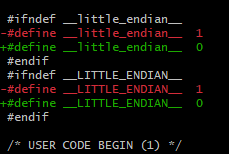 #ifndef __little_endian__
-#define __little_endian__ 1
+#define __little_endian__ 0
#endif
#ifndef __LITTLE_ENDIAN__
-#define __LITTLE_ENDIAN__ 1
+#define __LITTLE_ENDIAN__ 0
#endif
/* USER CODE BEGIN (1) */